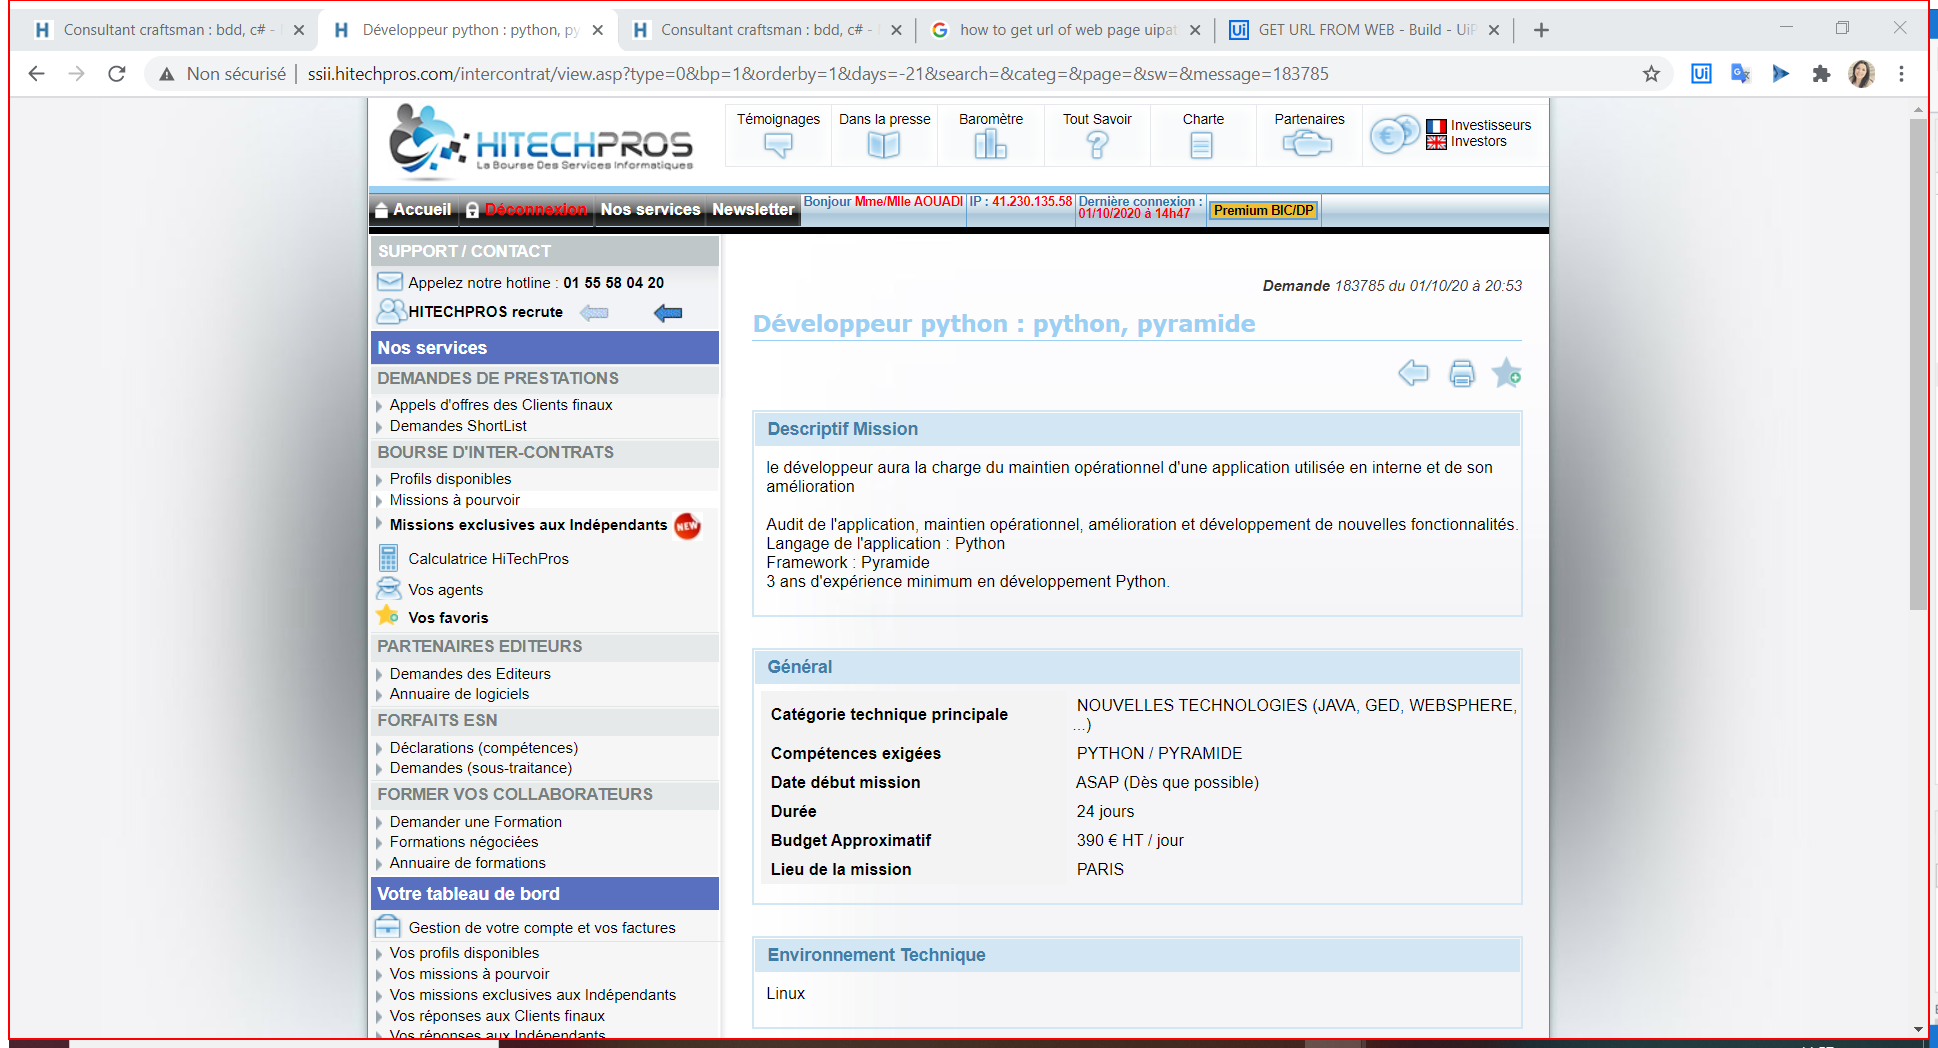 Consultant craftsman : bdd, c# -
Développeur python : python, py
Consultant craftsman : bdd, c# -
how to get url of web page uipat
GET URL FROM WEB - Build - UiP
Non sécurisé
ssii.hitechpros.com/intercontrat/view.asp?type=0&bp=1&orderby=1&days=-21&search=&categ=&page=&sw=&message=183785
HITECHPROS
La Bourse Des Services Informatiques
Témoignages
Dans la presse
Baromètre
Tout Savoir
Charte
Partenaires
Investisseurs
Investors
Accueil
Déconnexion
Nos services
Newsletter
Bonjour Mme/Mlle AOUADI
IP : 41.230.135.58
Dernière connexion :
01/10/2020 à 14h47
Premium BIC/DP
SUPPORT / CONTACT
Appelez notre hotline : 01 55 58 04 20
HITECHPROS recrute
Nos services
DEMANDES DE PRESTATIONS
Appels d'offres des Clients finaux
Demandes ShortList
BOURSE D'INTER-CONTRATS
Profils disponibles
Missions à pourvoir
Missions exclusives aux Indépendants
NEW
Calculatrice HiTechPros
Vos agents
Vos favoris
PARTENAIRES EDITEURS
Demandes des Editeurs
Annuaire de logiciels
FORFAITS ESN
Déclarations (compétences)
Demandes (sous-traitance)
FORMER VOS COLLABORATEURS
Demander une Formation
Formations négociées
Annuaire de formations
Votre tableau de bord
Gestion de votre compte et vos factures
Vos profils disponibles
Vos missions à pourvoir
Vos missions exclusives aux Indépendants
Vos réponses aux Clients finaux
Vos réponses aux Indépendants
Demande 183785 du 01/10/20 à 20:53
Développeur python : python, pyramide
Descriptif Mission
le développeur aura la charge du maintien opérationnel d'une application utilisée en interne et de son
amélioration
Audit de l'application, maintien opérationnel, amélioration et développement de nouvelles fonctionnalités.
Langage de l'application : Python
Framework : Pyramide
3 ans d'expérience minimum en développement Python.
Général
Catégorie technique principale
NOUVELLES TECHNOLOGIES (JAVA, GED, WEBSPHERE,
...)
Compétences exigées
PYTHON / PYRAMIDE
Date début mission
ASAP (Dès que possible)
Durée
24 jours
Budget Approximatif
390 € HT / jour
Lieu de la mission
PARIS
Environnement Technique
Linux